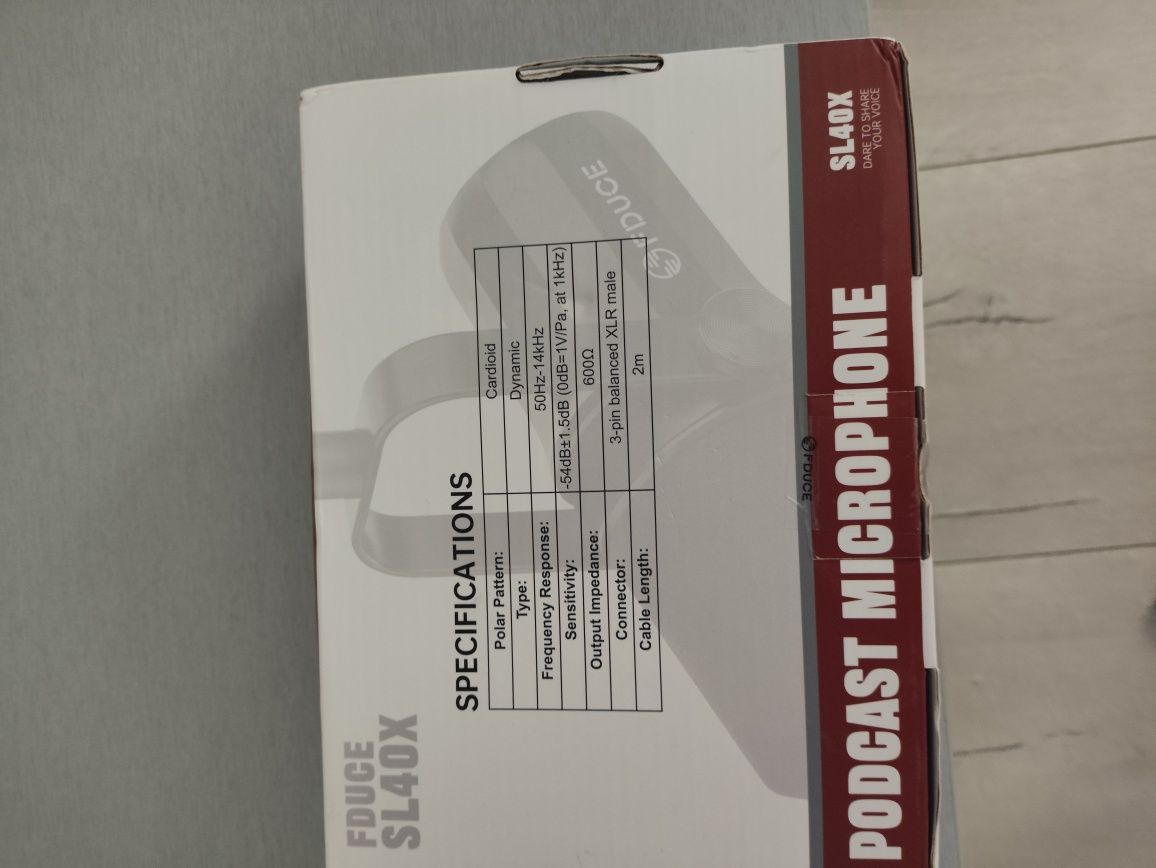 FDUCE
SL40X
SPECIFICATIONS
Polar Pattern: Cardioid
Type: Dynamic
Frequency Response: 50Hz-14kHz
Sensitivity: -54dB±1.5dB (0dB=1V/Pa, at 1kHz)
Output Impedance: 600Ω
Connector: 3-pin balanced XLR male
Cable Length: 2m
FDUCE
FDUCE
PODCAST MICROPHONE
SL40X
DARE TO SHARE
YOUR VOICE